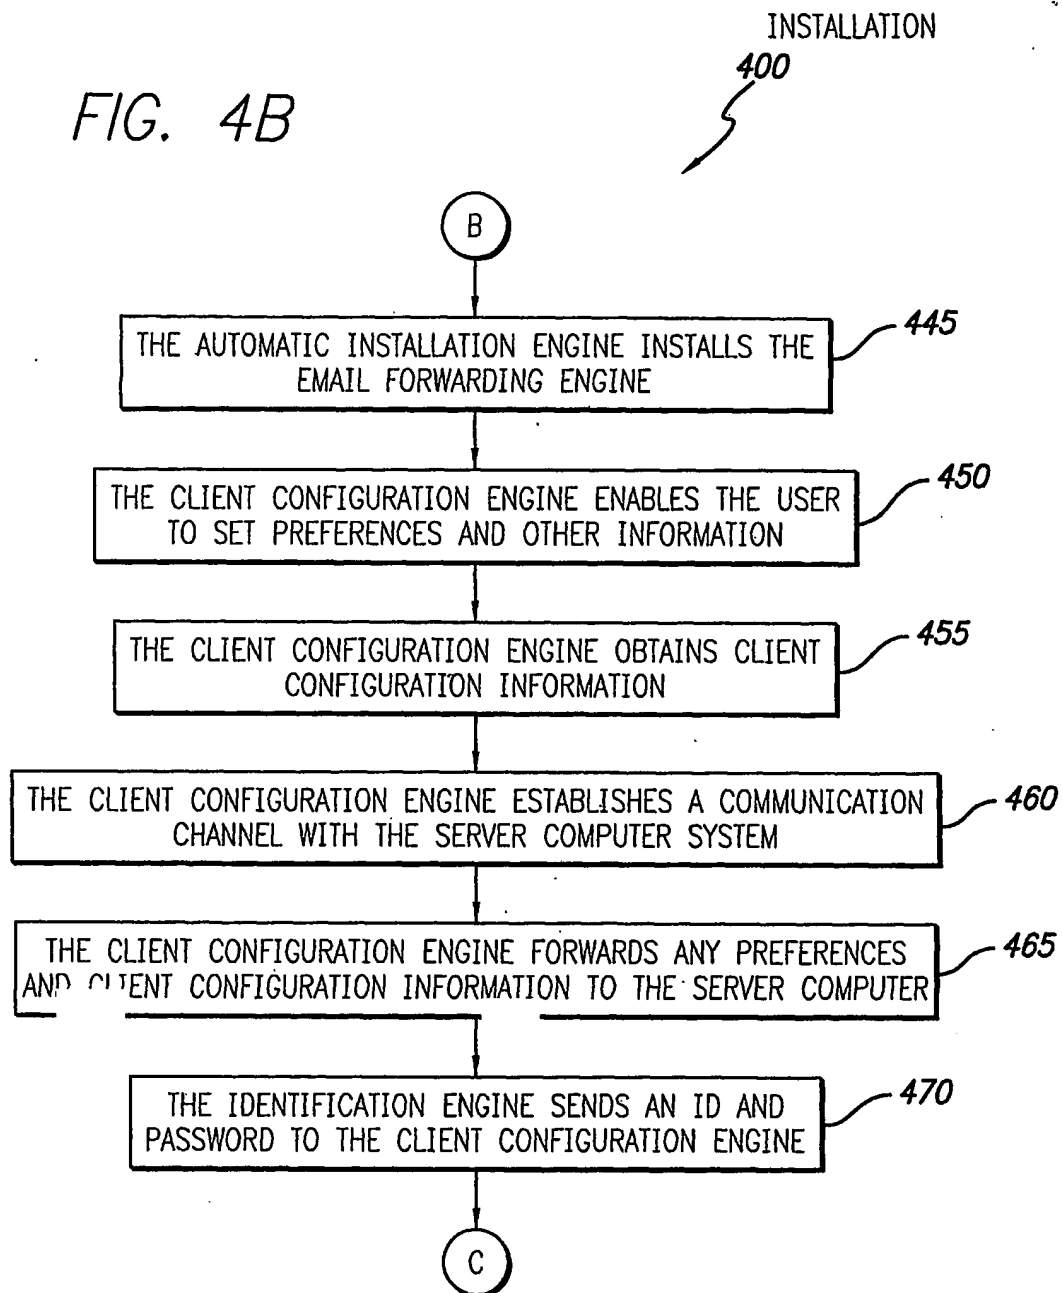 INSTALLATION
400
FIG. 4B
B
THE AUTOMATIC INSTALLATION ENGINE INSTALLS THE
EMAIL FORWARDING ENGINE
445
THE CLIENT CONFIGURATION ENGINE ENABLES THE USER
TO SET PREFERENCES AND OTHER INFORMATION
450
THE CLIENT CONFIGURATION ENGINE OBTAINS CLIENT
CONFIGURATION INFORMATION
455
THE CLIENT CONFIGURATION ENGINE ESTABLISHES A COMMUNICATION
CHANNEL WITH THE SERVER COMPUTER SYSTEM
460
THE CLIENT CONFIGURATION ENGINE FORWARDS ANY PREFERENCES
AND CLIENT CONFIGURATION INFORMATION TO THE SERVER COMPUTER
465
THE IDENTIFICATION ENGINE SENDS AN ID AND
PASSWORD TO THE CLIENT CONFIGURATION ENGINE
470
C